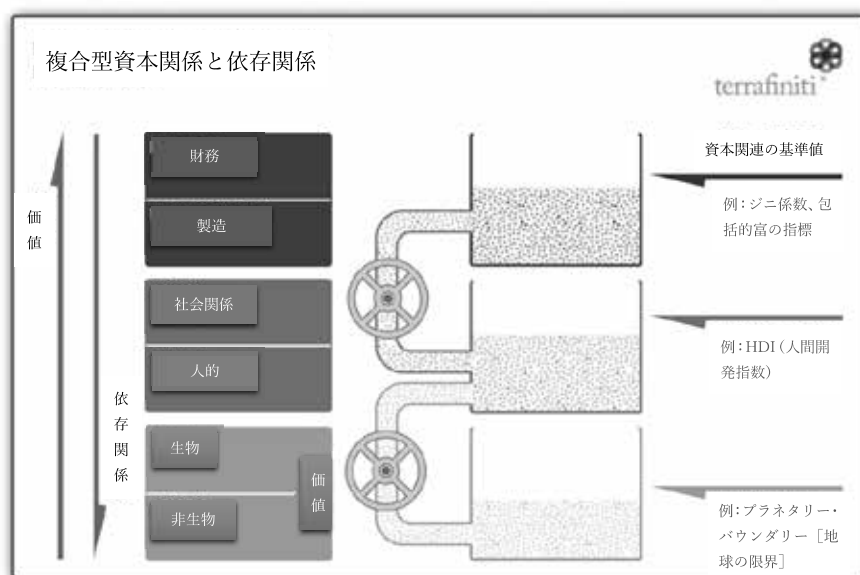 複合型資本関係と依存関係
terrafiniti
価
値
依
存
関
係
財務
製造
社会関係
人的
生物
非生物
価
値
資本関連の基準値
例：ジニ係数、包
括的富の指標
例：HDI（人間開
発指数）
例：プラネタリー・
バウンダリー［地
球の限界］